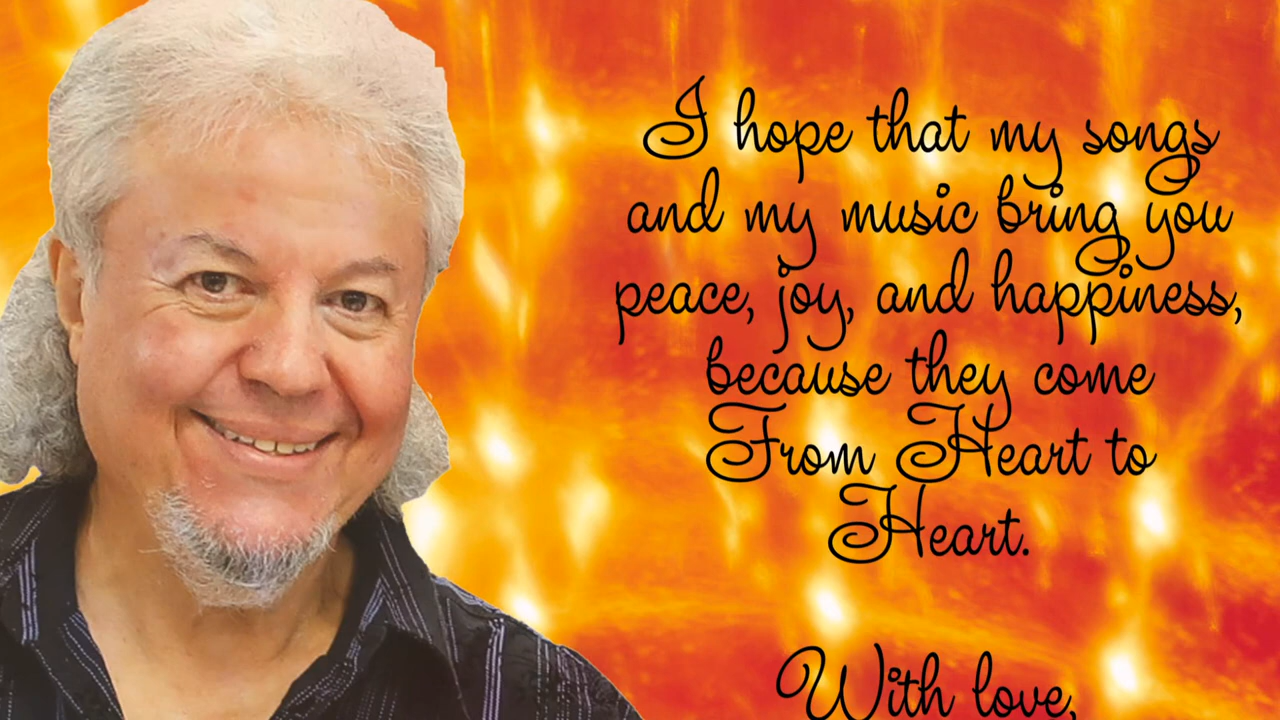 I hope that my songs
and my music bring you
peace, joy, and happiness,
because they come
From Heart to
Heart.
With love,